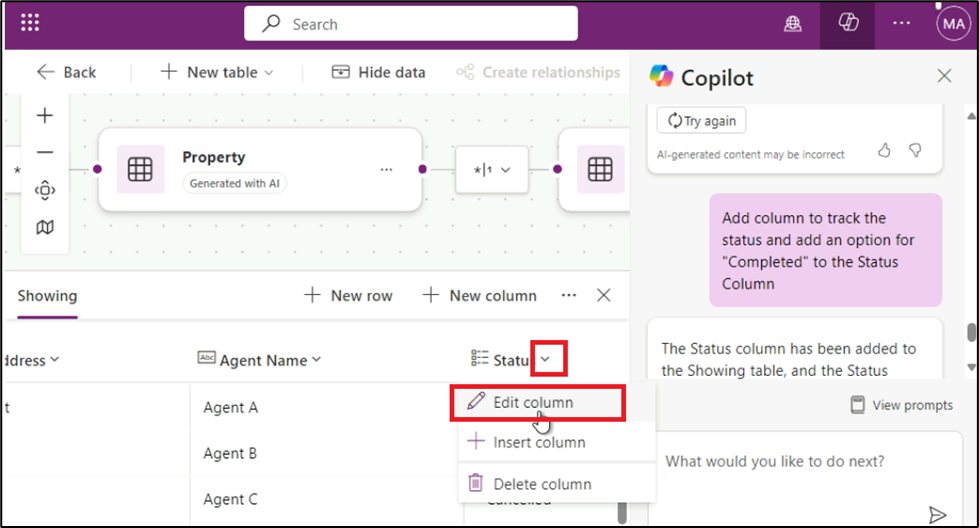 Search
MA
Back
New table
Hide data
Create relationships
Copilot
Try again
AI-generated content may be incorrect
Property
Generated with AI
*
*|1
Add column to track the
status and add an option for
"Completed" to the Status
Column
Showing
New row
New column
The Status column has been added to
the Showing table, and the Status
ddress
Abc Agent Name
Statu
t
Agent A
Agent B
Agent C
Edit column
Insert column
Delete column
Cancelled
View prompts
What would you like to do next?